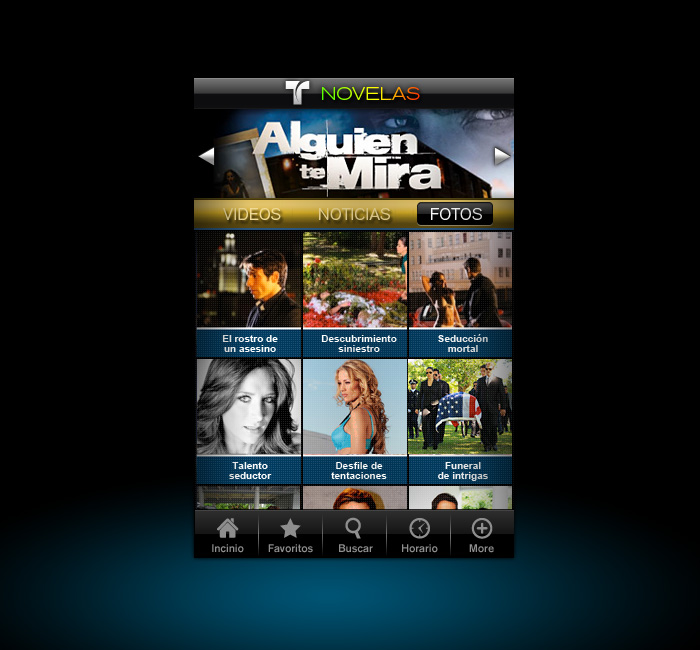 NOVELAS
Alguien
te Mira
VIDEOS NOTICIAS FOTOS
El rostro de
un asesino
Descubrimiento
siniestro
Seducción
mortal
Talento
seductor
Desfile de
tentaciones
Funeral
de intrigas
Incinio Favoritos Buscar Horario More